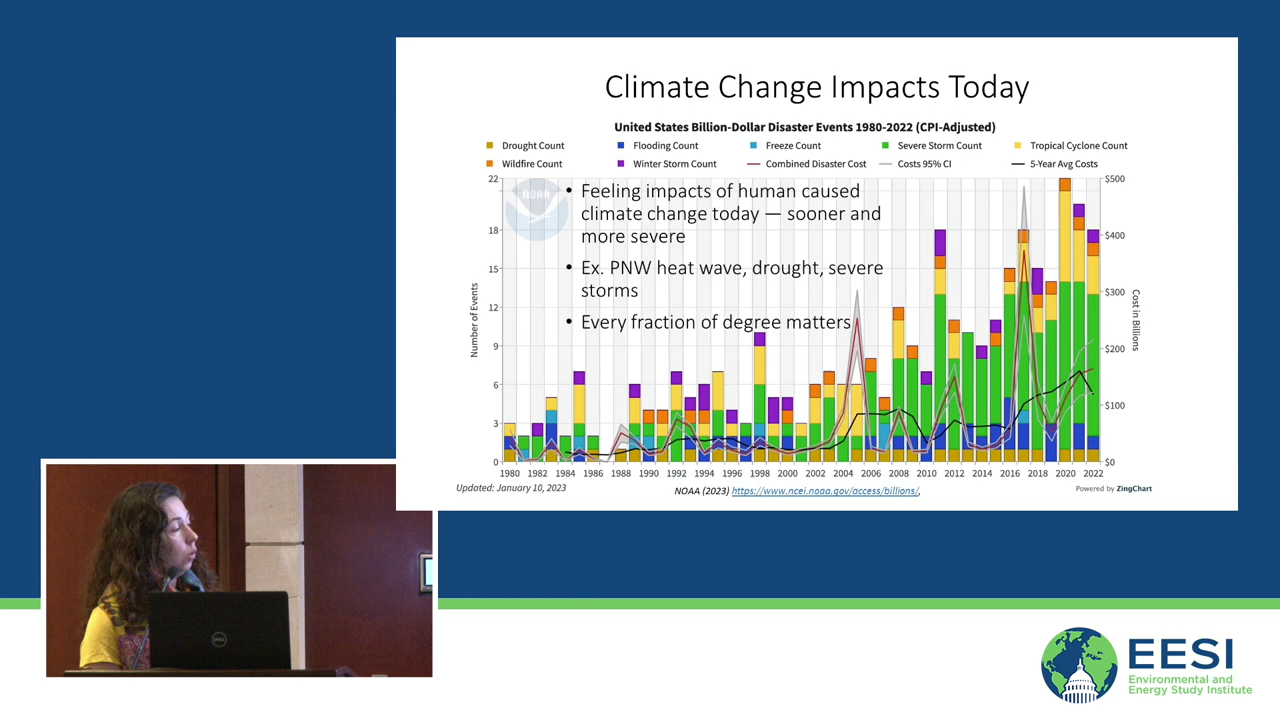 Climate Change Impacts Today
United States Billion-Dollar Disaster Events 1980-2022 (CPI-Adjusted)
Drought Count Flooding Count Freeze Count Severe Storm Count Tropical Cyclone Count
Wildfire Count Winter Storm Count Combined Disaster Cost Costs 95% CI 5-Year Avg Costs
NOAA
• Feeling impacts of human caused
climate change today — sooner and
more severe
• Ex. PNW heat wave, drought, severe
storms
• Every fraction of degree matters
Number of Events
22
18
15
12
9
6
3
0
$500
$400
$300
$200
$100
$0
Cost in Billions
1980 1982 1984 1986 1988 1990 1992 1994 1996 1998 2000 2002 2004 2006 2008 2010 2012 2014 2016 2018 2020 2022
Updated: January 10, 2023
NOAA (2023) https://www.ncei.noaa.gov/access/billions/,
Powered by ZingChart
DELL
EESI
Environmental and
Energy Study Institute